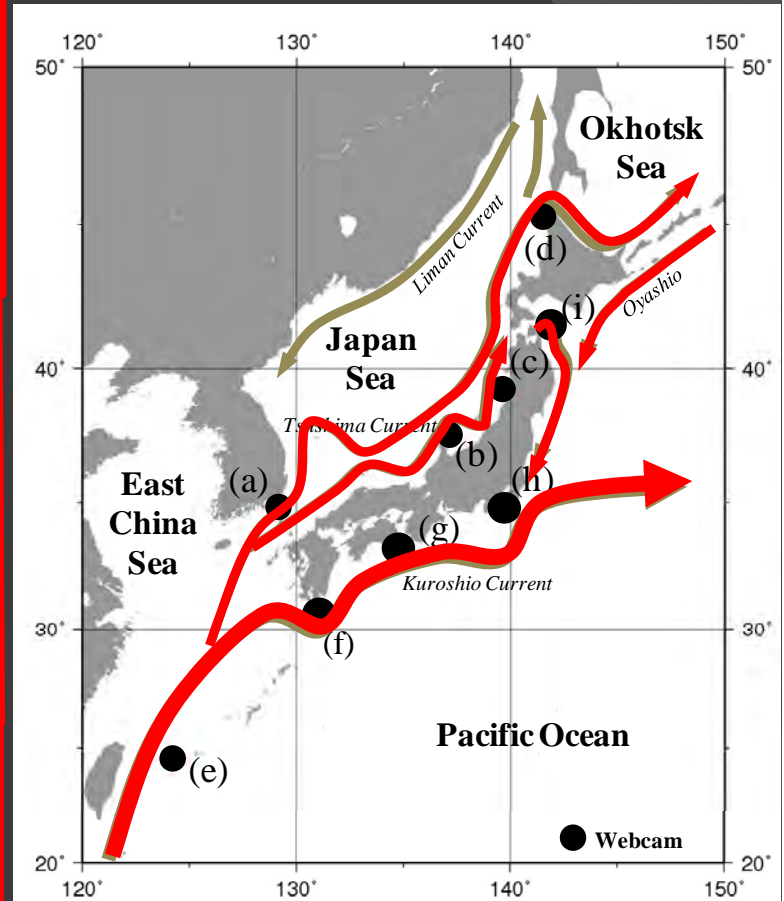 120° 130° 140° 150°
50° 50°
Okhotsk
Sea
Liman Current
(d)
(i)
Oyashio
Japan
Sea
40° 40°
(c)
Tsushima Current
(b)
(a)
(h)
East
China
Sea
(g)
Kuroshio Current
30° 30°
(f)
Pacific Ocean
(e)
Webcam
20° 20°
120° 130° 140° 150°